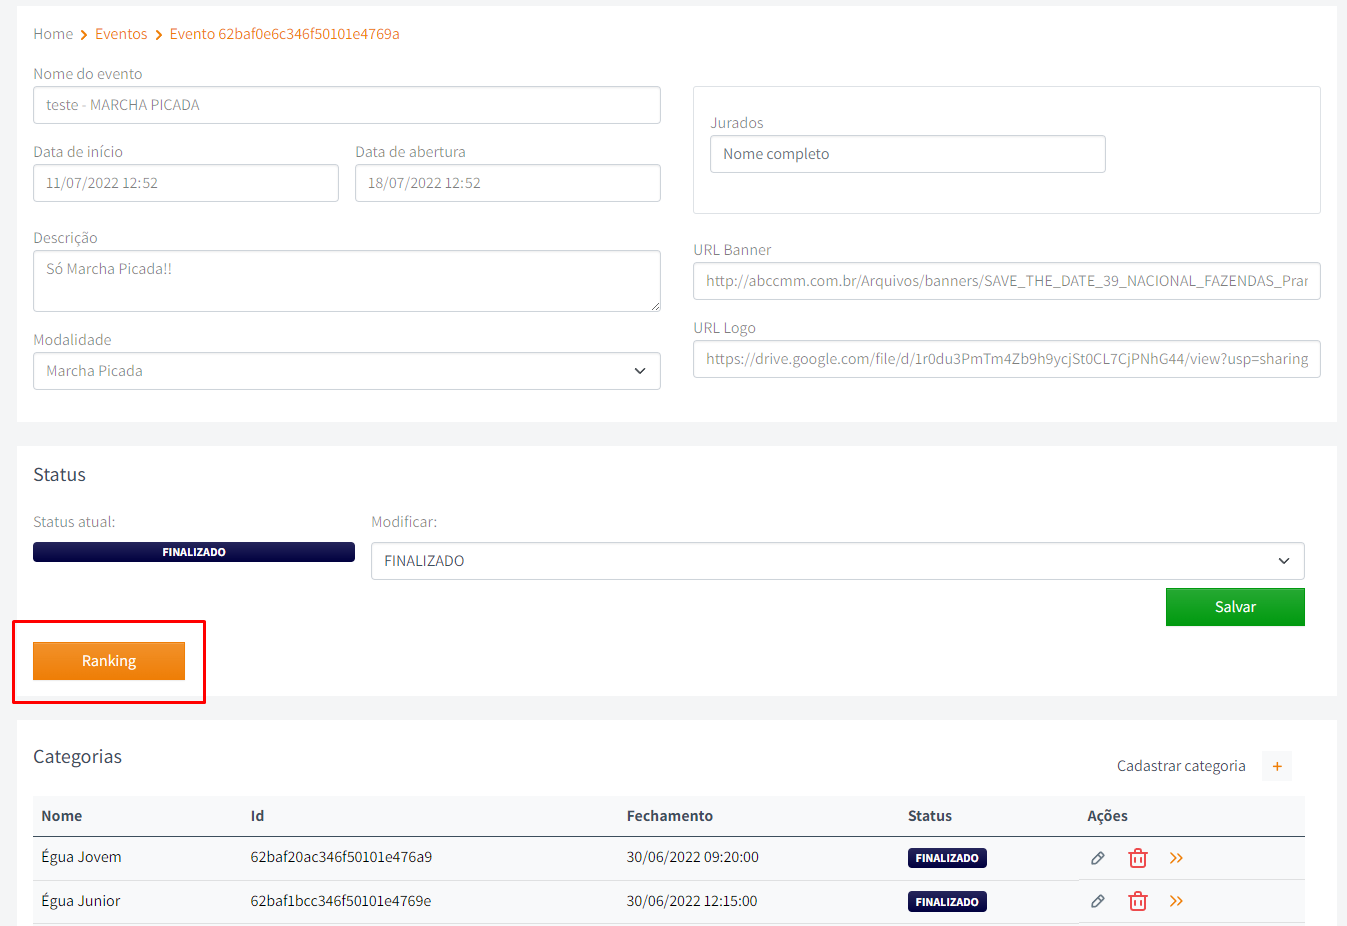 Home > Eventos > Evento 62baf0e6c346f50101e4769a
Nome do evento
teste - MARCHA PICADA
Data de início
Data de abertura
11/07/2022 12:52
18/07/2022 12:52
Descrição
Só Marcha Picada!!
Modalidade
Marcha Picada
Jurados
Nome completo
URL Banner
http://abccmm.com.br/Arquivos/banners/SAVE_THE_DATE_39_NACIONAL_FAZENDAS_Prar
URL Logo
https://drive.google.com/file/d/1r0du3PmTm4Zb9h9ycjSt0CL7CjPNhG44/view?usp=sharing
Status
Status atual:
Modificar:
FINALIZADO
FINALIZADO
Salvar
Ranking
Categorias
Cadastrar categoria +
Nome Id Fechamento Status Ações
Égua Jovem 62baf20ac346f50101e476a9 30/06/2022 09:20:00 FINALIZADO
Égua Junior 62baf1bcc346f50101e4769e 30/06/2022 12:15:00 FINALIZADO